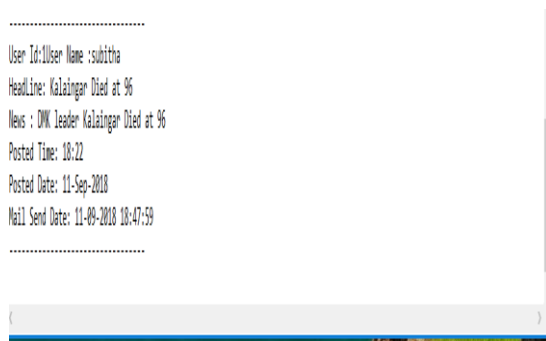 ---------------------------------
User Id:1User Name :subitha
HeadLine: Kalaingar Died at 96
News : DMK leader Kalaingar Died at 96
Posted Time: 18:22
Posted Date: 11-Sep-2018
Mail Send Date: 11-09-2018 18:47:59
---------------------------------